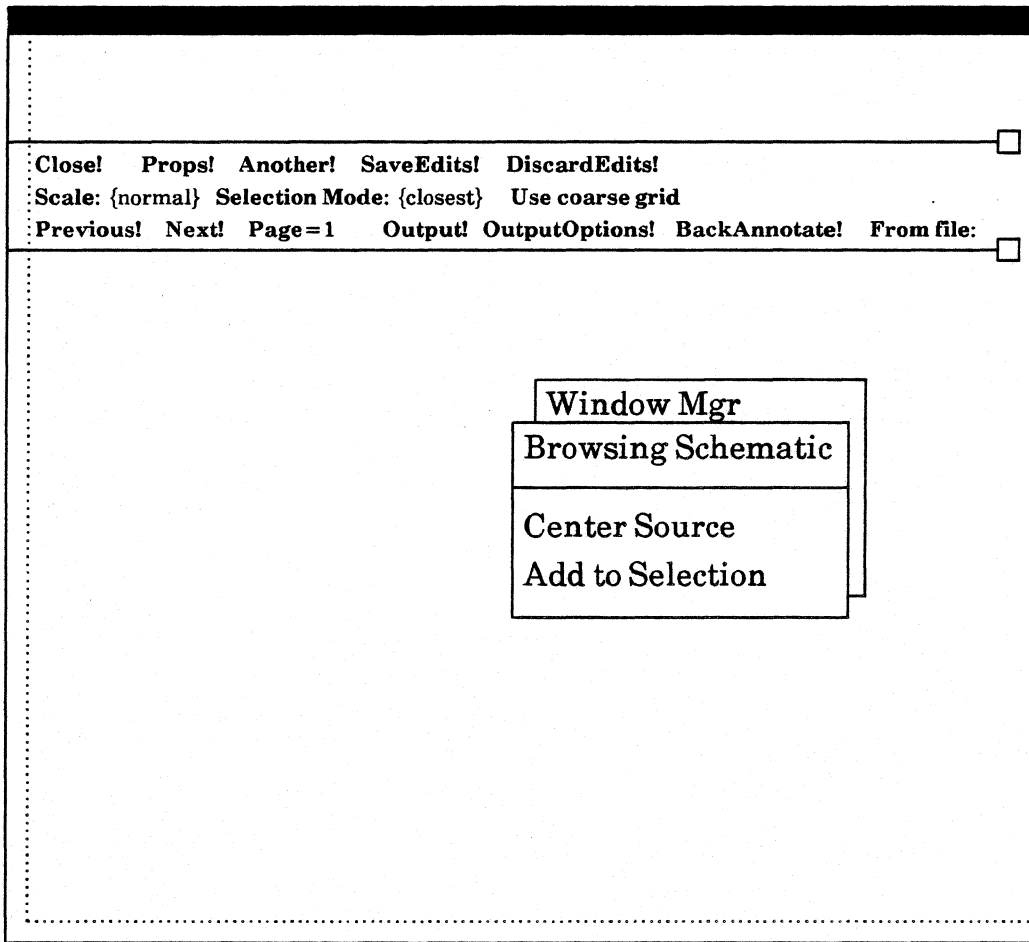 Close! Props! Another! SaveEdits! DiscardEdits!
Scale: {normal} Selection Mode: {closest} Use coarse grid
Previous! Next! Page=1 Output! OutputOptions! BackAnnotate! From file:
Window Mgr
Browsing Schematic
Center Source
Add to Selection